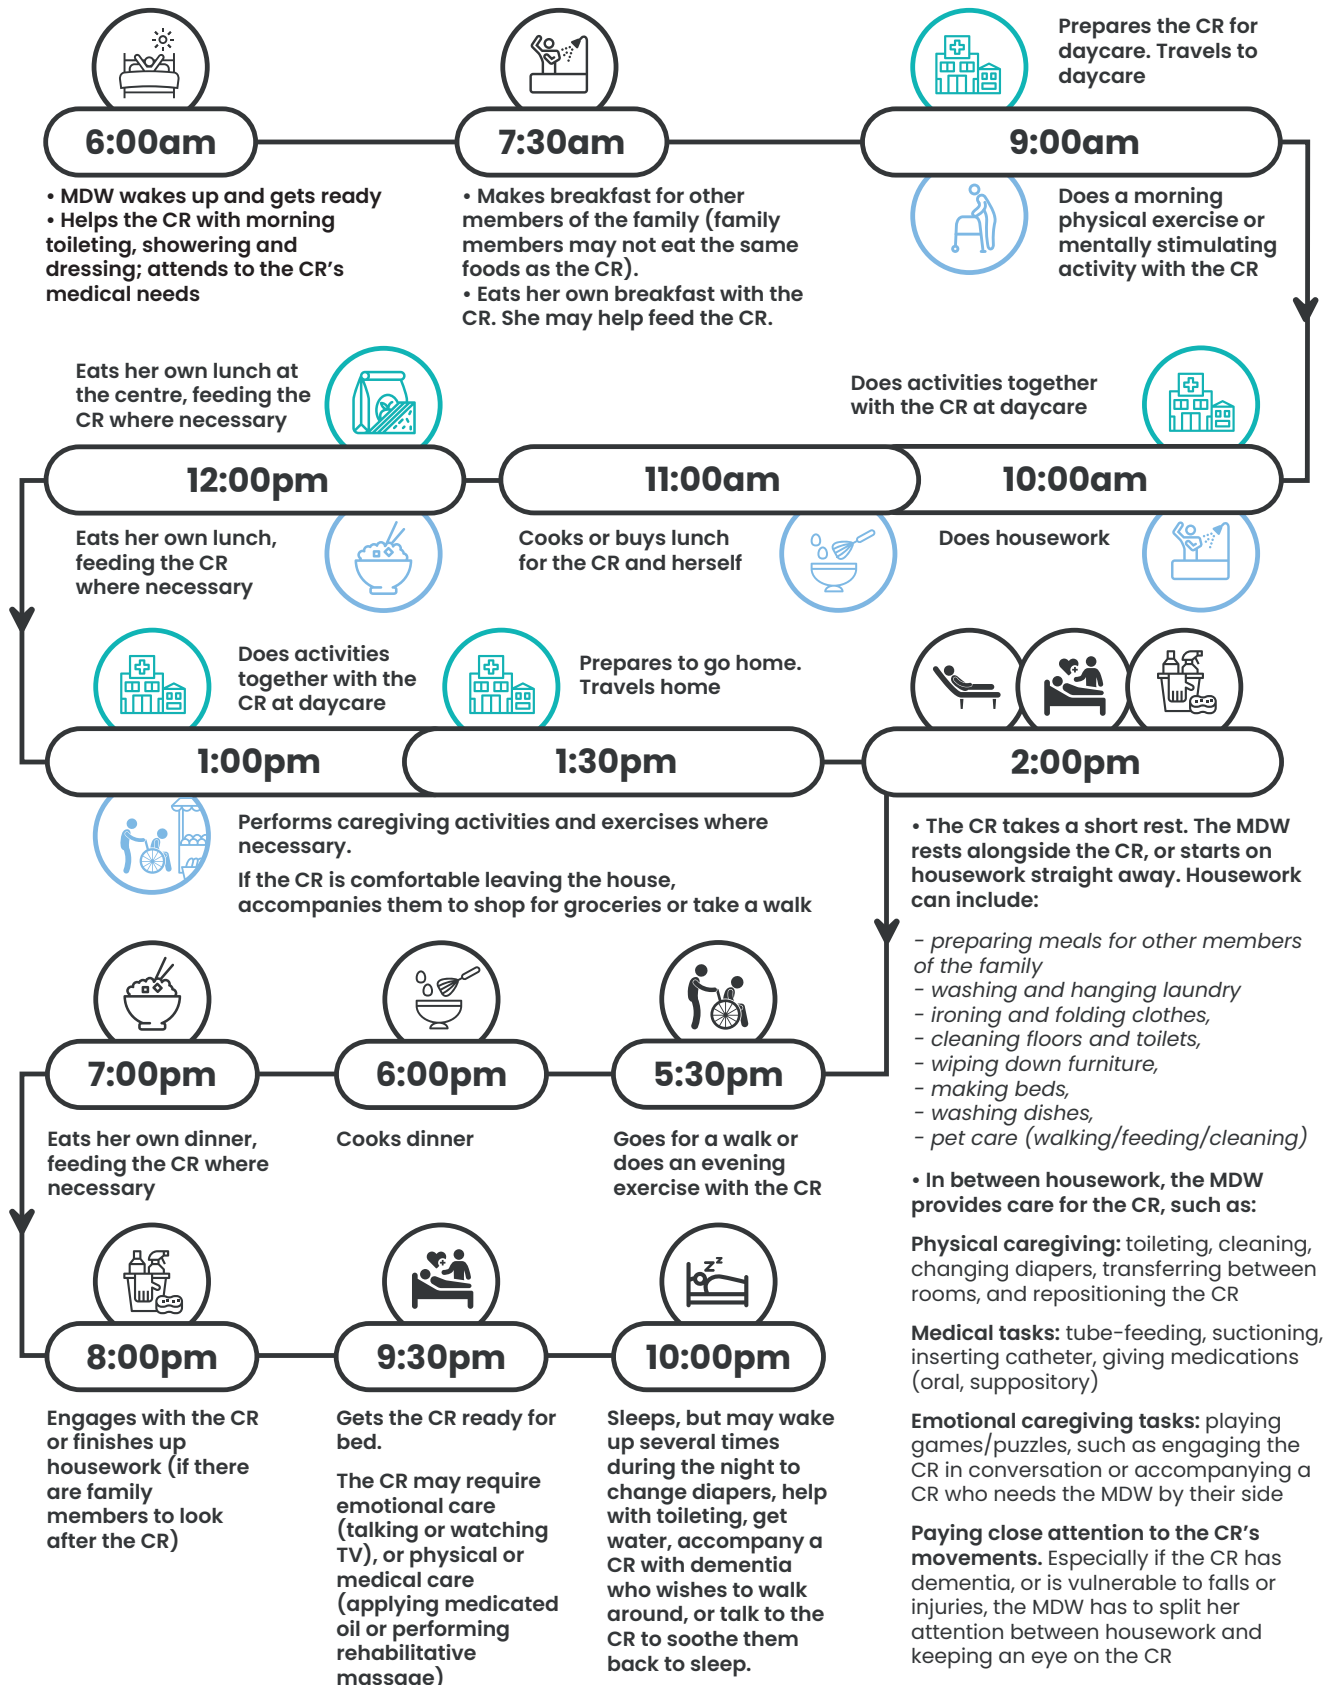 Prepares the CR for
daycare. Travels to
daycare
6:00am
7:30am
9:00am
• MDW wakes up and gets ready
• Helps the CR with morning
toileting, showering and
dressing; attends to the CR's
medical needs
• Makes breakfast for other
members of the family (family
members may not eat the same
foods as the CR).
• Eats her own breakfast with the
CR. She may help feed the CR.
Does a morning
physical exercise or
mentally stimulating
activity with the CR
Does activities together
with the CR at daycare
Eats her own lunch at
the centre, feeding the
CR where necessary
10:00am
11:00am
12:00pm
Does housework
Cooks or buys lunch
for the CR and herself
Eats her own lunch,
feeding the CR
where necessary
Does activities
together with the
CR at daycare
Prepares to go home.
Travels home
1:00pm
1:30pm
2:00pm
Performs caregiving activities and exercises where
necessary.
If the CR is comfortable leaving the house,
accompanies them to shop for groceries or take a walk
• The CR takes a short rest. The MDW
rests alongside the CR, or starts on
housework straight away. Housework
can include:
- preparing meals for other members
of the family
- washing and hanging laundry
- ironing and folding clothes,
- cleaning floors and toilets,
- wiping down furniture,
- making beds,
- washing dishes,
- pet care (walking/feeding/cleaning)
• In between housework, the MDW
provides care for the CR, such as:
Physical caregiving: toileting, cleaning,
changing diapers, transferring between
rooms, and repositioning the CR
Medical tasks: tube-feeding, suctioning,
inserting catheter, giving medications
(oral, suppository)
Emotional caregiving tasks: playing
games/puzzles, such as engaging the
CR in conversation or accompanying a
CR who needs the MDW by their side
Paying close attention to the CR's
movements. Especially if the CR has
dementia, or is vulnerable to falls or
injuries, the MDW has to split her
attention between housework and
keeping an eye on the CR
5:30pm
Goes for a walk or
does an evening
exercise with the CR
6:00pm
Cooks dinner
7:00pm
Eats her own dinner,
feeding the CR where
necessary
8:00pm
Engages with the CR
or finishes up
housework (if there
are family
members to look
after the CR)
9:30pm
Gets the CR ready for
bed.
The CR may require
emotional care
(talking or watching
TV), or physical or
medical care
(applying medicated
oil or performing
rehabilitative
massage)
zz
10:00pm
Sleeps, but may wake
up several times
during the night to
change diapers, help
with toileting, get
water, accompany a
CR with dementia
who wishes to walk
around, or talk to the
CR to soothe them
back to sleep.